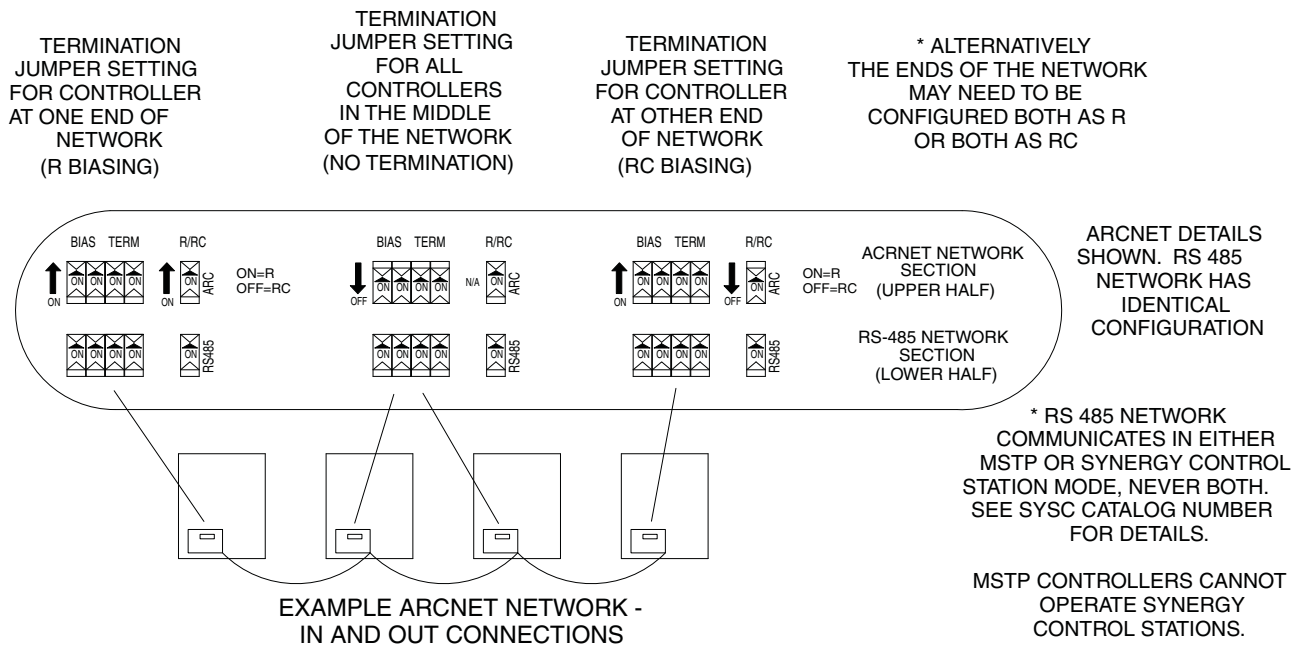 TERMINATION
JUMPER SETTING
FOR CONTROLLER
AT ONE END OF
NETWORK
(R BIASING)
TERMINATION
JUMPER SETTING
FOR ALL
CONTROLLERS
IN THE MIDDLE
OF THE NETWORK
(NO TERMINATION)
TERMINATION
JUMPER SETTING
FOR CONTROLLER
AT OTHER END
OF NETWORK
(RC BIASING)
* ALTERNATIVELY
THE ENDS OF THE NETWORK
MAY NEED TO BE
CONFIGURED BOTH AS R
OR BOTH AS RC
BIAS TERM R/RC
ON
ON ON ON ON
ON
ON
ARC
ON=R
OFF=RC
ON ON ON ON
ON
RS485
BIAS TERM R/RC
OFF
ON ON ON ON
N/A
ON
ARC
ON ON ON ON
ON
RS485
BIAS TERM R/RC
ON
ON ON ON ON
OFF
ON
ARC
ON=R
OFF=RC
ON ON ON ON
ON
RS485
ACRNET NETWORK
SECTION
(UPPER HALF)
RS-485 NETWORK
SECTION
(LOWER HALF)
ARCNET DETAILS
SHOWN. RS 485
NETWORK HAS
IDENTICAL
CONFIGURATION
* RS 485 NETWORK
COMMUNICATES IN EITHER
MSTP OR SYNERGY CONTROL
STATION MODE, NEVER BOTH.
SEE SYSC CATALOG NUMBER
FOR DETAILS.
MSTP CONTROLLERS CANNOT
OPERATE SYNERGY
CONTROL STATIONS.
EXAMPLE ARCNET NETWORK -
IN AND OUT CONNECTIONS